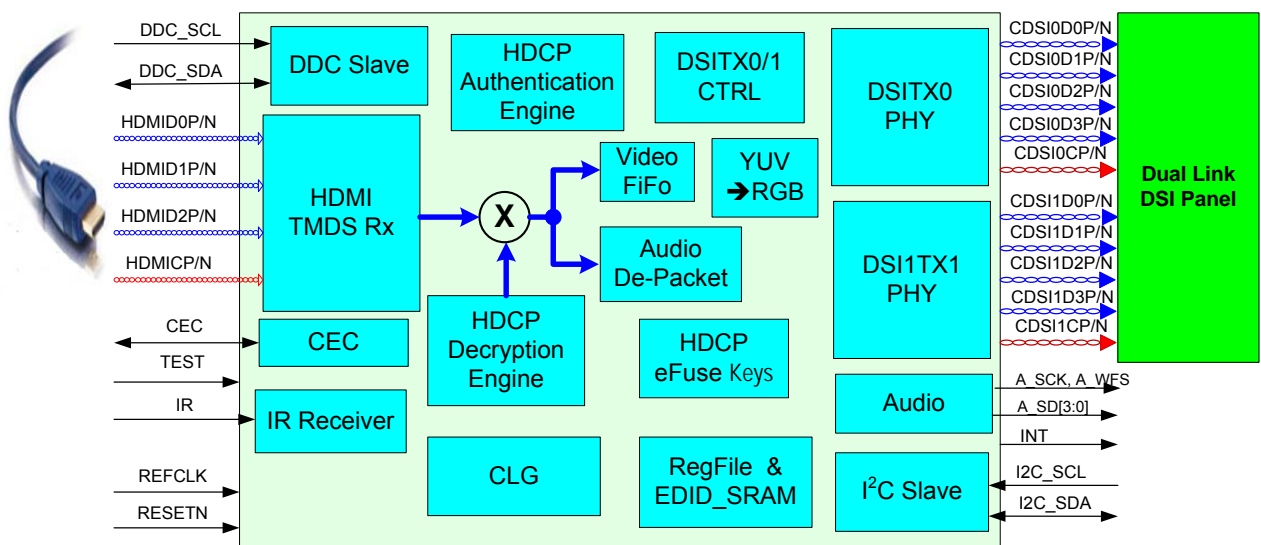 DDC_SCL
DDC_SDA
HDMID0P/N
HDMID1P/N
HDMID2P/N
HDMICP/N
CEC
TEST
IR
REFCLK
RESETN
DDC Slave
HDCP
Authentication
Engine
DSITX0/1
CTRL
DSITX0
PHY
HDMI
TMDS Rx
X
Video
FiFo
YUV
➔RGB
Audio
De-Packet
DSI1TX1
PHY
CEC
HDCP
Decryption
Engine
HDCP
eFuse Keys
IR Receiver
Audio
CLG
RegFile &
EDID_SRAM
I²C Slave
CDSI0D0P/N
CDSI0D1P/N
CDSI0D2P/N
CDSI0D3P/N
CDSI0CP/N
CDSI1D0P/N
CDSI1D1P/N
CDSI1D2P/N
CDSI1D3P/N
CDSI1CP/N
A_SCK, A_WFS
A_SD[3:0]
INT
I2C_SCL
I2C_SDA
Dual Link
DSI Panel